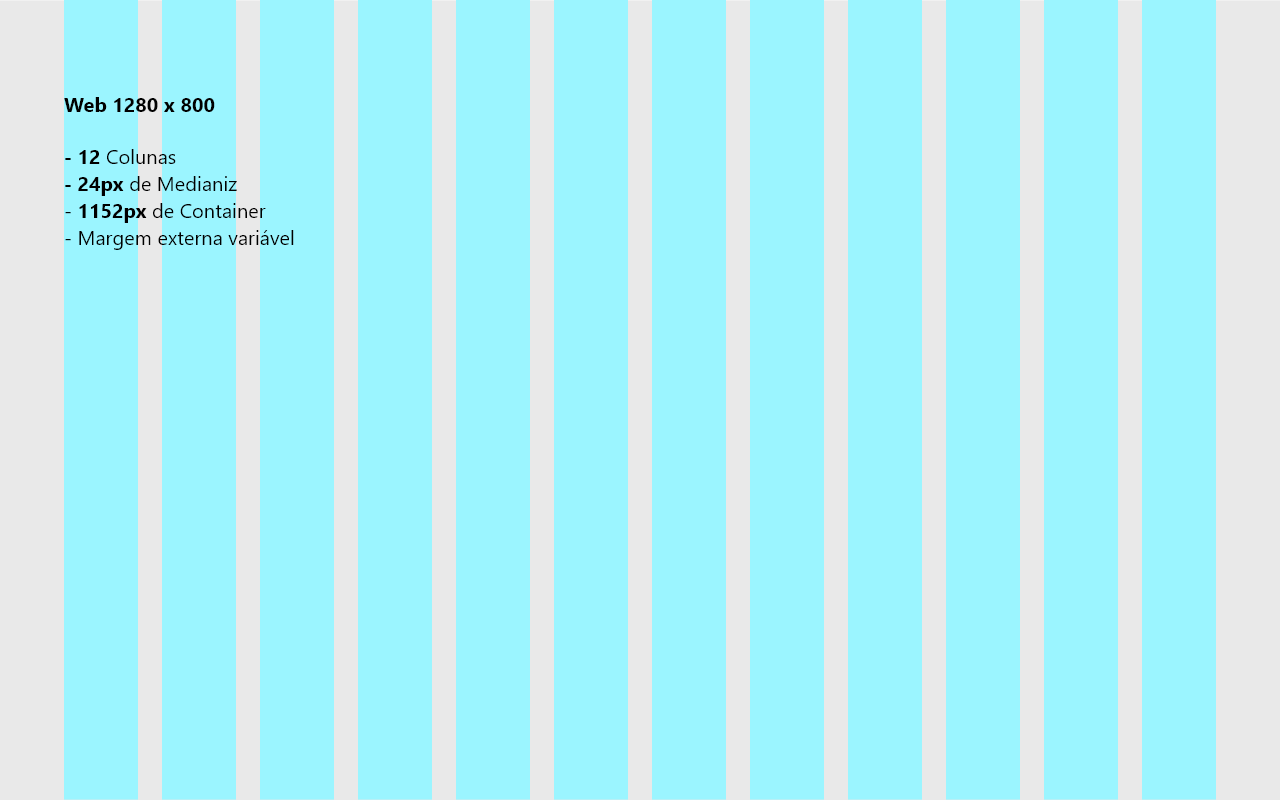 Web 1280 x 800
- 12 Colunas
- 24px de Medianiz
- 1152px de Container
- Margem externa variável